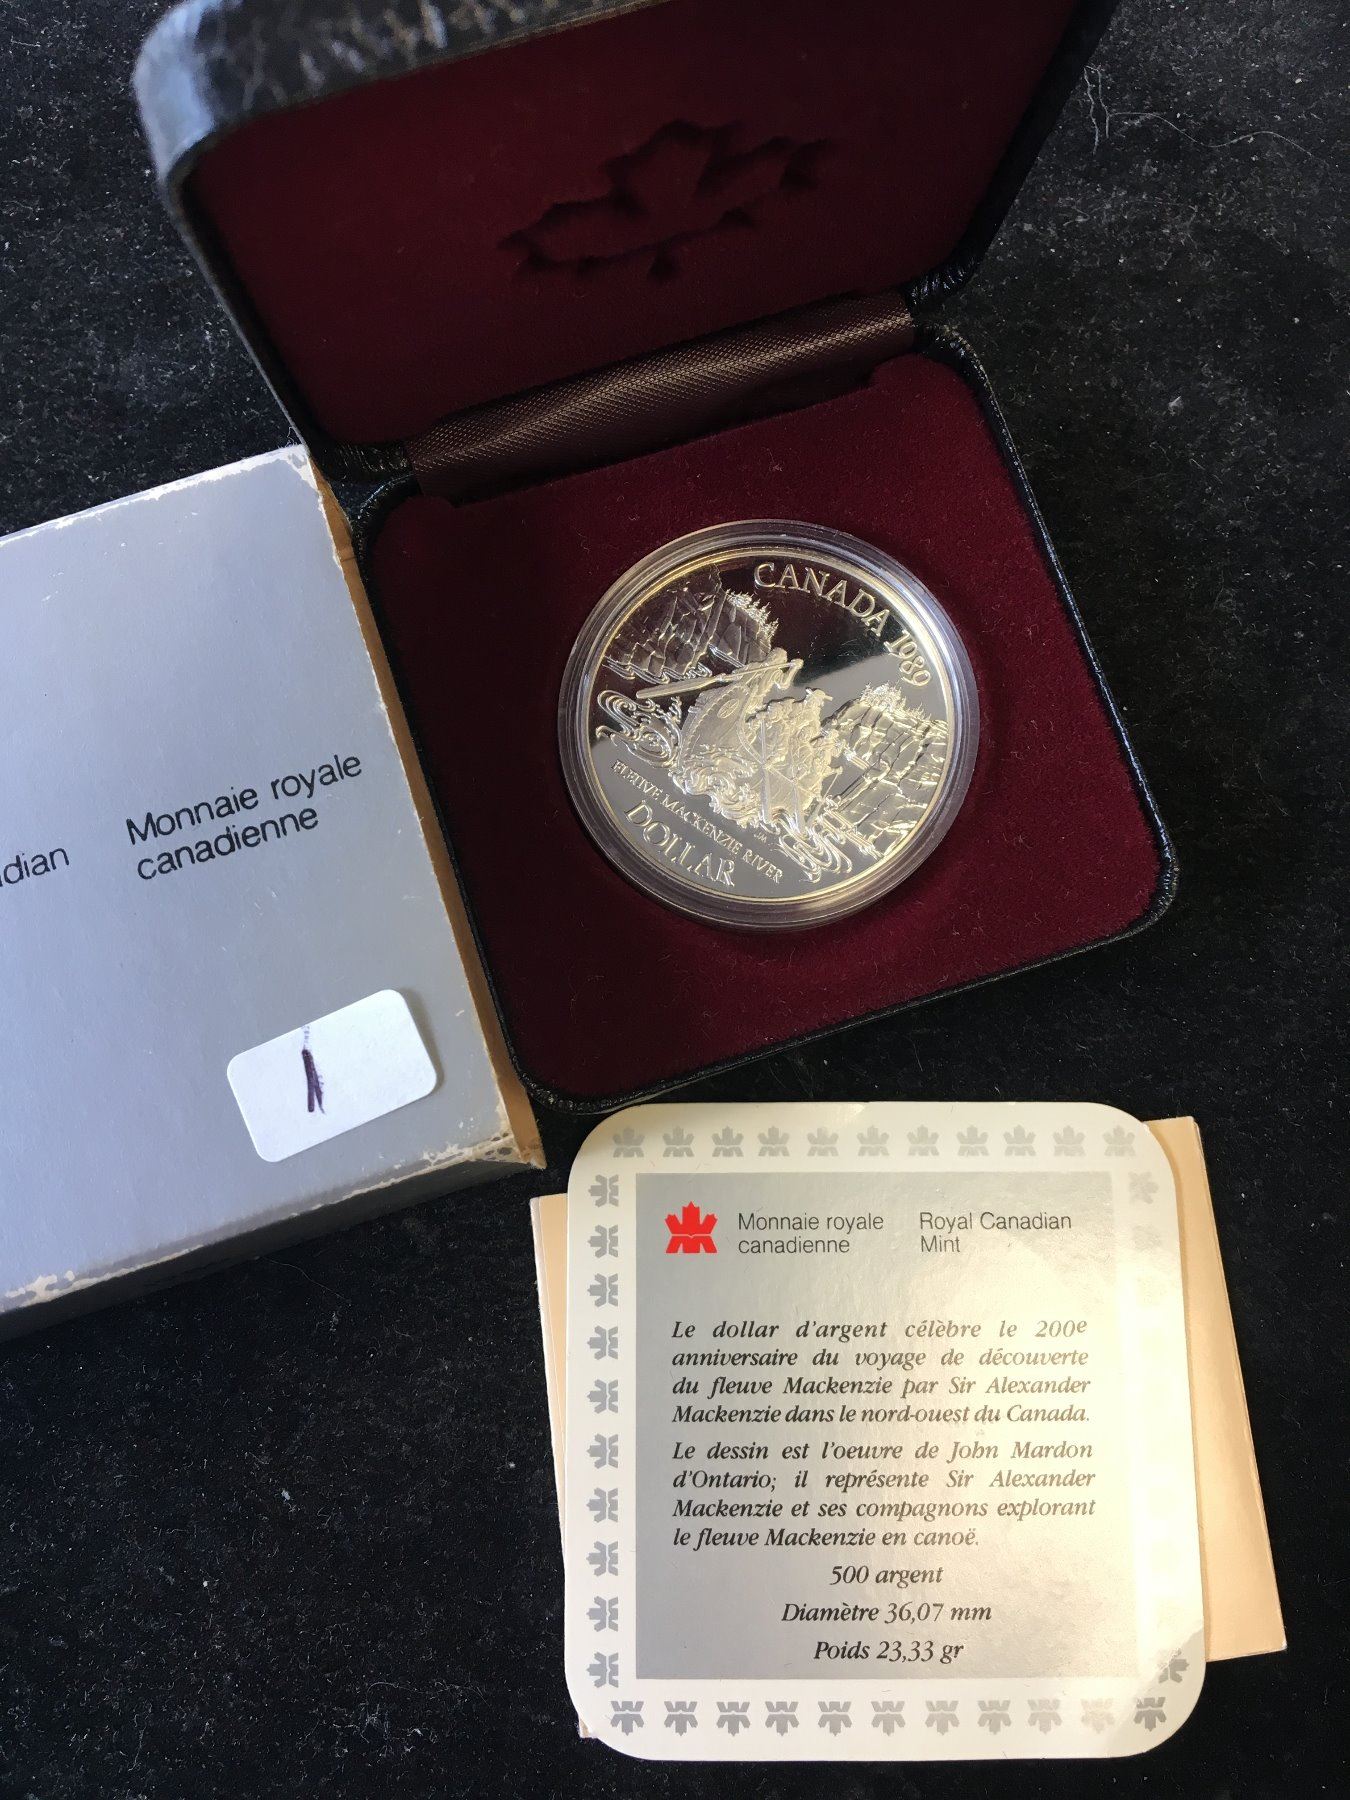 CANADA 1989
FLEUVE MACKENZIE RIVER
JM
DOLLAR
Monnaie royale
canadienne
1
Monnaie royale
canadienne
Royal Canadian
Mint
Le dollar d'argent célèbre le 200e
anniversaire du voyage de découverte
du fleuve Mackenzie par Sir Alexander
Mackenzie dans le nord-ouest du Canada.
Le dessin est l'oeuvre de John Mardon
d'Ontario; il représente Sir Alexander
Mackenzie et ses compagnons explorant
le fleuve Mackenzie en canoë.
500 argent
Diamètre 36,07 mm
Poids 23,33 gr